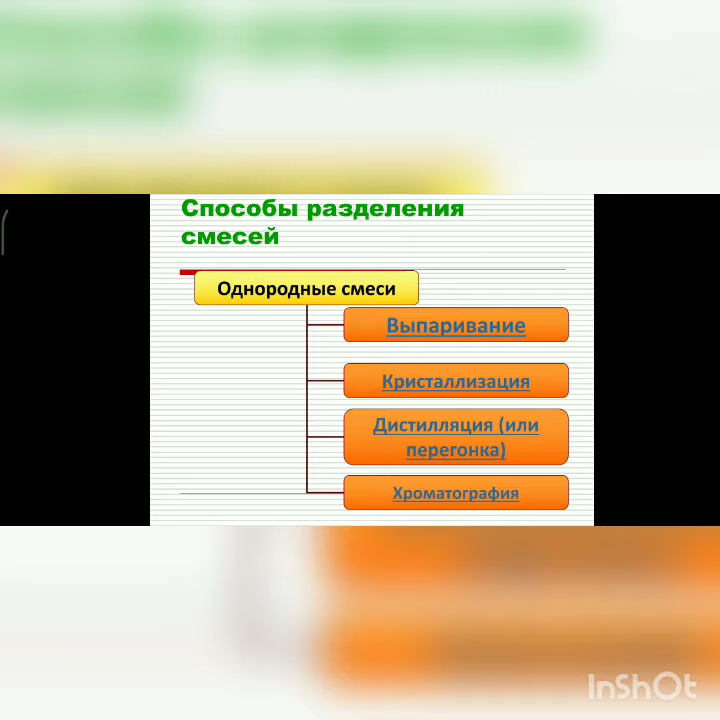 Способы разделения
смесей
Однородные смеси
Выпаривание
Кристаллизация
Дистилляция (или
перегонка)
Хроматография
InShOt